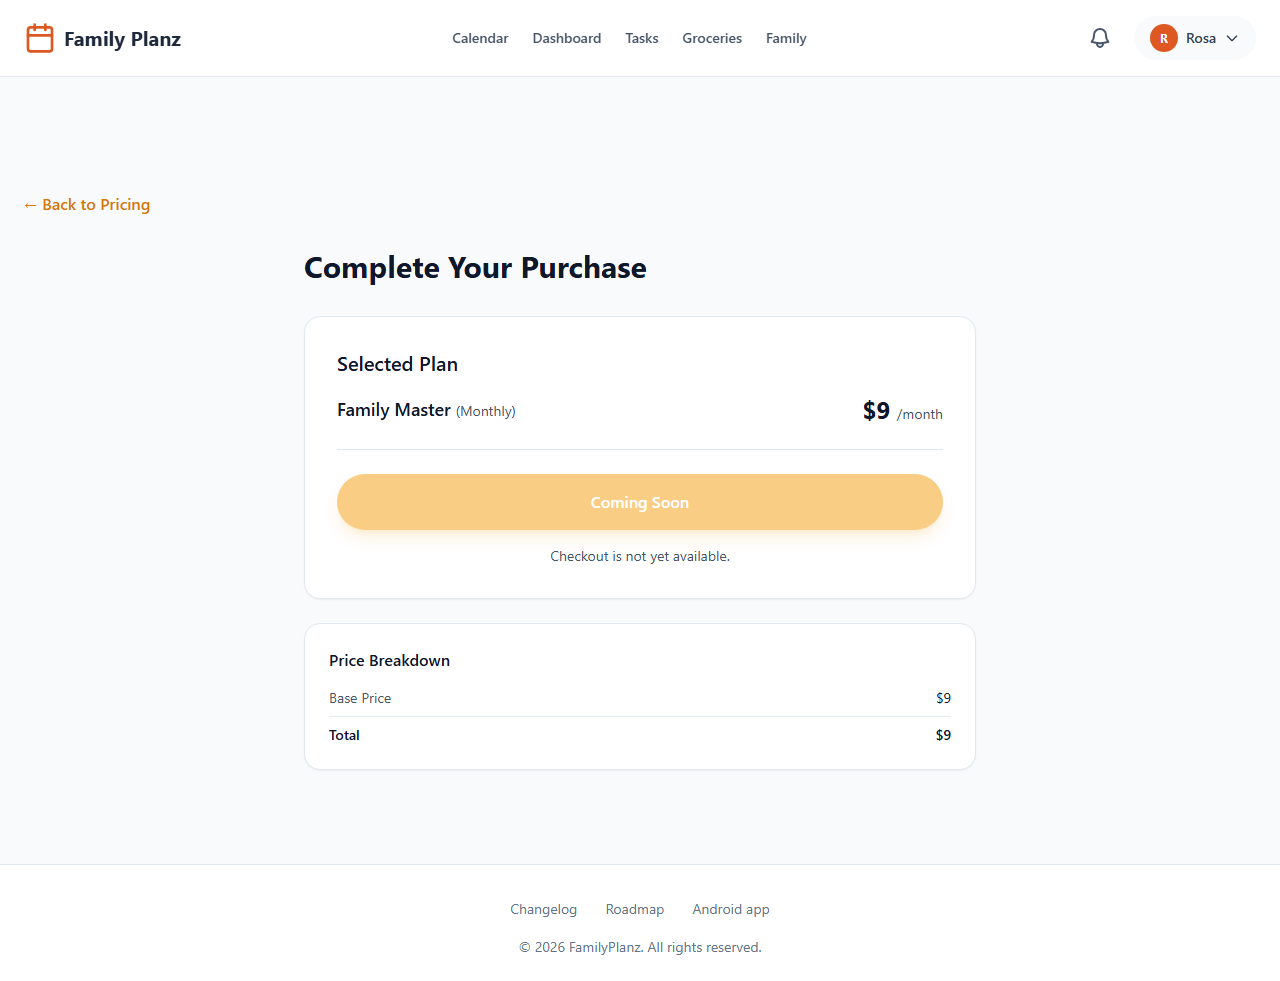 Family Planz
Calendar Dashboard Tasks Groceries Family
R Rosa
← Back to Pricing
Complete Your Purchase
Selected Plan
Family Master (Monthly) $9 /month
Coming Soon
Checkout is not yet available.
Price Breakdown
Base Price $9
Total $9
Changelog Roadmap Android app
© 2026 FamilyPlanz. All rights reserved.